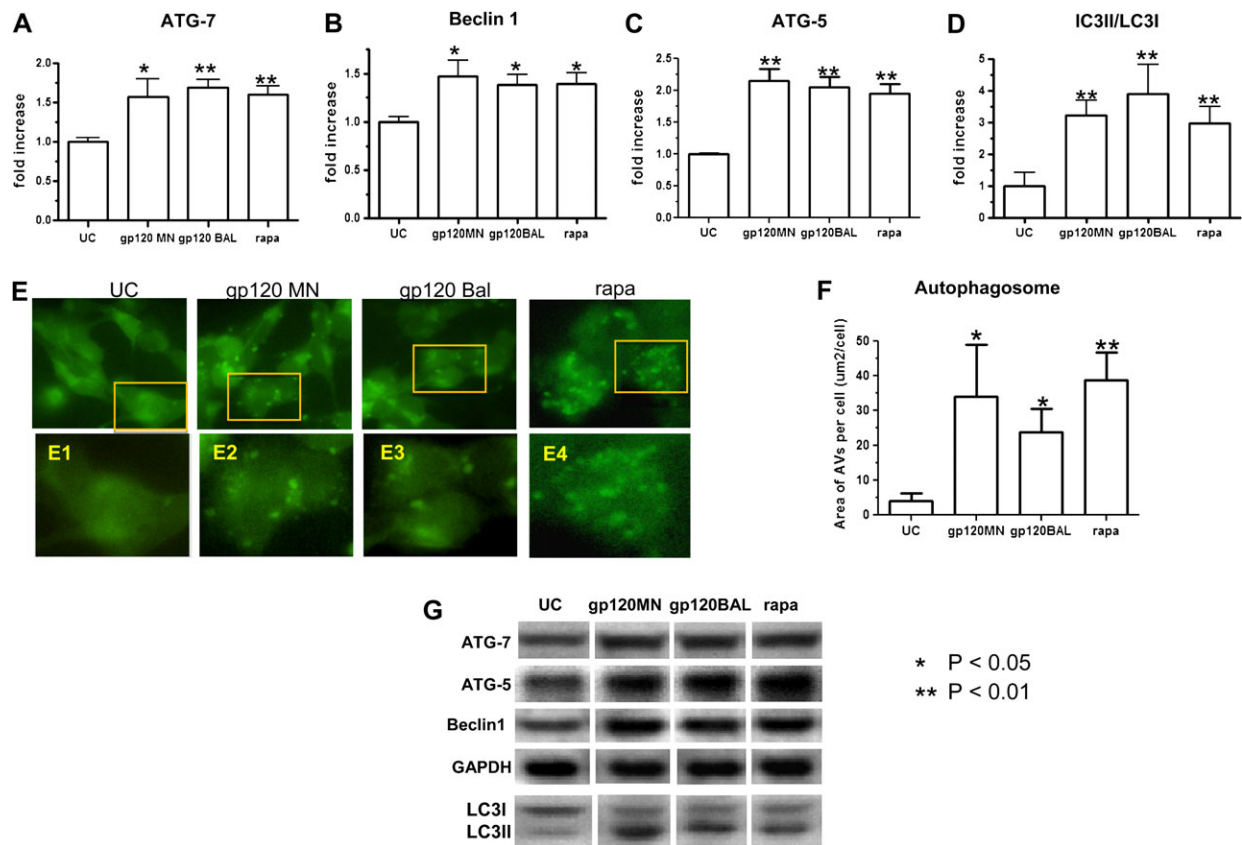 A
ATG-7
fold increase
2.0
1.5
1.0
0.5
0.0
*
**
**
UC
gp120 MN
gp120 BAL
rapa
B
Beclin 1
fold increase
1.5
1.0
0.5
0.0
*
*
*
UC
gp120MN
gp120BAL
rapa
C
ATG-5
fold increase
2.5
2.0
1.5
1.0
0.5
0.0
**
**
**
UC
gp120MN
gp120BAL
rapa
D
IC3II/LC3I
fold increase
5
4
3
2
1
0
**
**
**
UC
gp120MN
gp120BAL
rapa
E
UC
gp120 MN
gp120 Bal
rapa
E1
E2
E3
E4
F
Autophagosome
Area of AVs per cell (um2/cell)
50
40
30
20
10
0
*
*
**
UC
gp120MN
gp120BAL
rapa
G
UC
gp120MN
gp120BAL
rapa
ATG-7
ATG-5
Beclin1
GAPDH
LC3I
LC3II
* P < 0.05
** P < 0.01